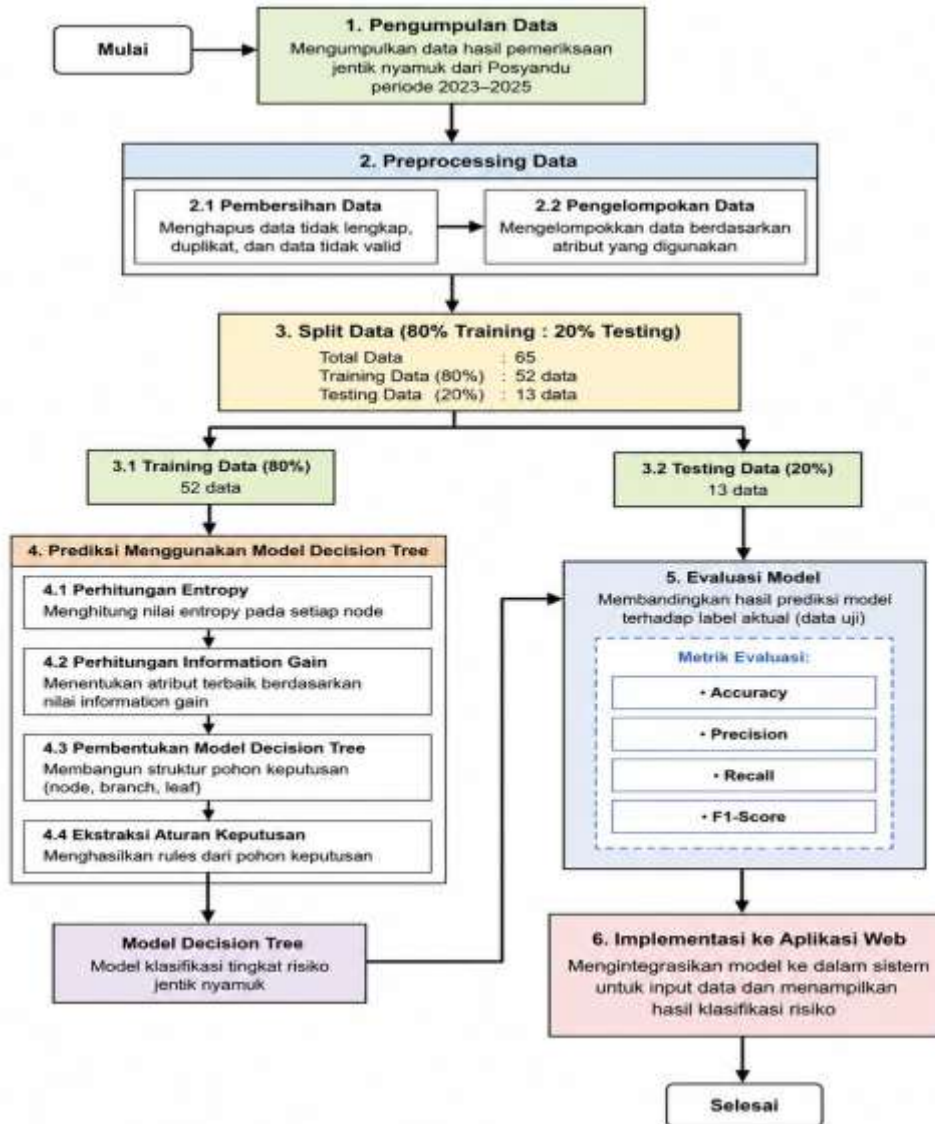 Mulai
1. Pengumpulan Data
Mengumpulkan data hasil pemeriksaan
jentik nyamuk dari Posyandu
periode 2023–2025
2. Preprocessing Data
2.1 Pembersihan Data
Menghapus data tidak lengkap,
duplikat, dan data tidak valid
2.2 Pengelompokan Data
Mengelompokkan data berdasarkan
atribut yang digunakan
3. Split Data (80% Training : 20% Testing)
Total Data : 65
Training Data (80%) : 52 data
Testing Data (20%) : 13 data
3.1 Training Data (80%)
52 data
3.2 Testing Data (20%)
13 data
4. Prediksi Menggunakan Model Decision Tree
4.1 Perhitungan Entropy
Menghitung nilai entropy pada setiap node
4.2 Perhitungan Information Gain
Menentukan atribut terbaik berdasarkan
nilai information gain
4.3 Pembentukan Model Decision Tree
Membangun struktur pohon keputusan
(node, branch, leaf)
4.4 Ekstraksi Aturan Keputusan
Menghasilkan rules dari pohon keputusan
Model Decision Tree
Model klasifikasi tingkat risiko
jentik nyamuk
5. Evaluasi Model
Membandingkan hasil prediksi model
terhadap label aktual (data uji)
Metrik Evaluasi:
• Accuracy
• Precision
• Recall
• F1-Score
6. Implementasi ke Aplikasi Web
Mengintegrasikan model ke dalam sistem
untuk input data dan menampilkan
hasil klasifikasi risiko
Selesai